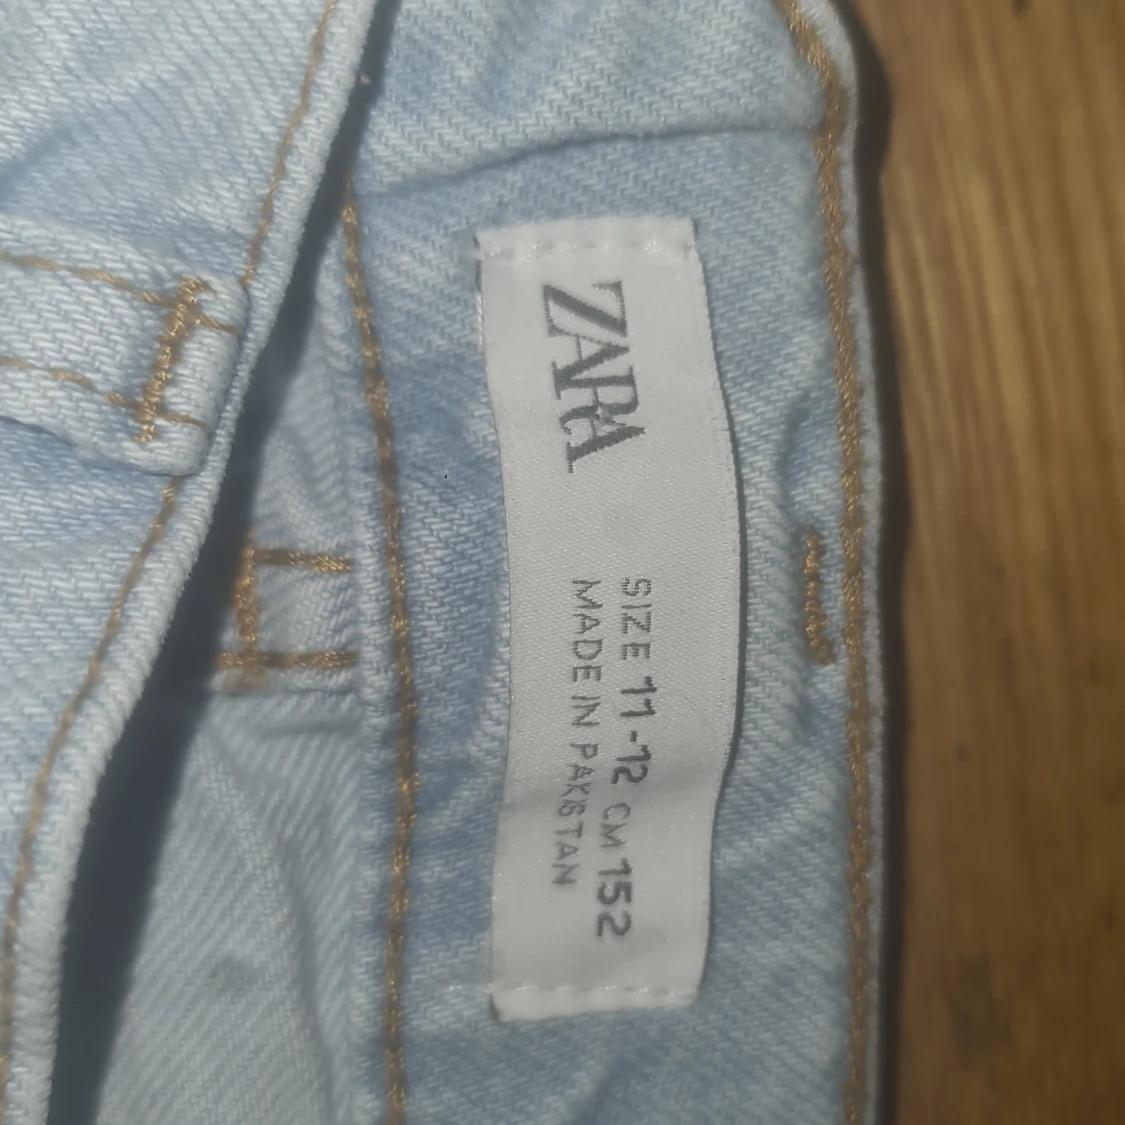 ZARA
SIZE 11-12 CM 152
MADE IN PAKISTAN